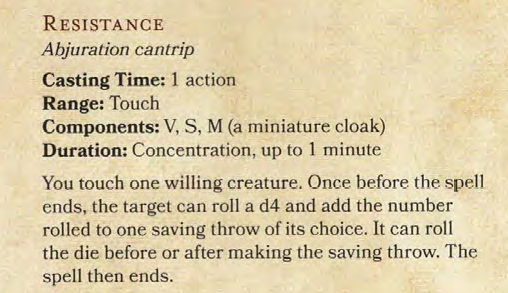 RESISTANCE
Abjuration cantrip
Casting Time: 1 action
Range: Touch
Components: V, S, M (a miniature cloak)
Duration: Concentration, up to 1 minute
You touch one willing creature. Once before the spell
ends, the target can roll a d4 and add the number
rolled to one saving throw of its choice. It can roll
the die before or after making the saving throw. The
spell then ends.